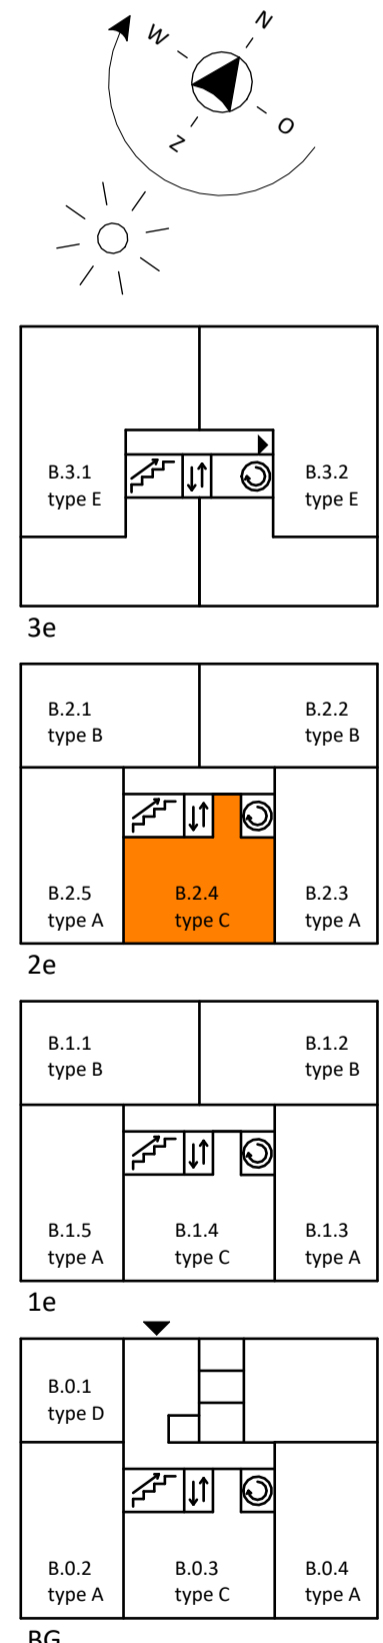 N
W
O
Z
B.3.1
type E
B.3.2
type E
3e
B.2.1
type B
B.2.2
type B
B.2.5
type A
B.2.4
type C
B.2.3
type A
2e
B.1.1
type B
B.1.2
type B
B.1.5
type A
B.1.4
type C
B.1.3
type A
1e
B.0.1
type D
B.0.2
type A
B.0.3
type C
B.0.4
type A
BG